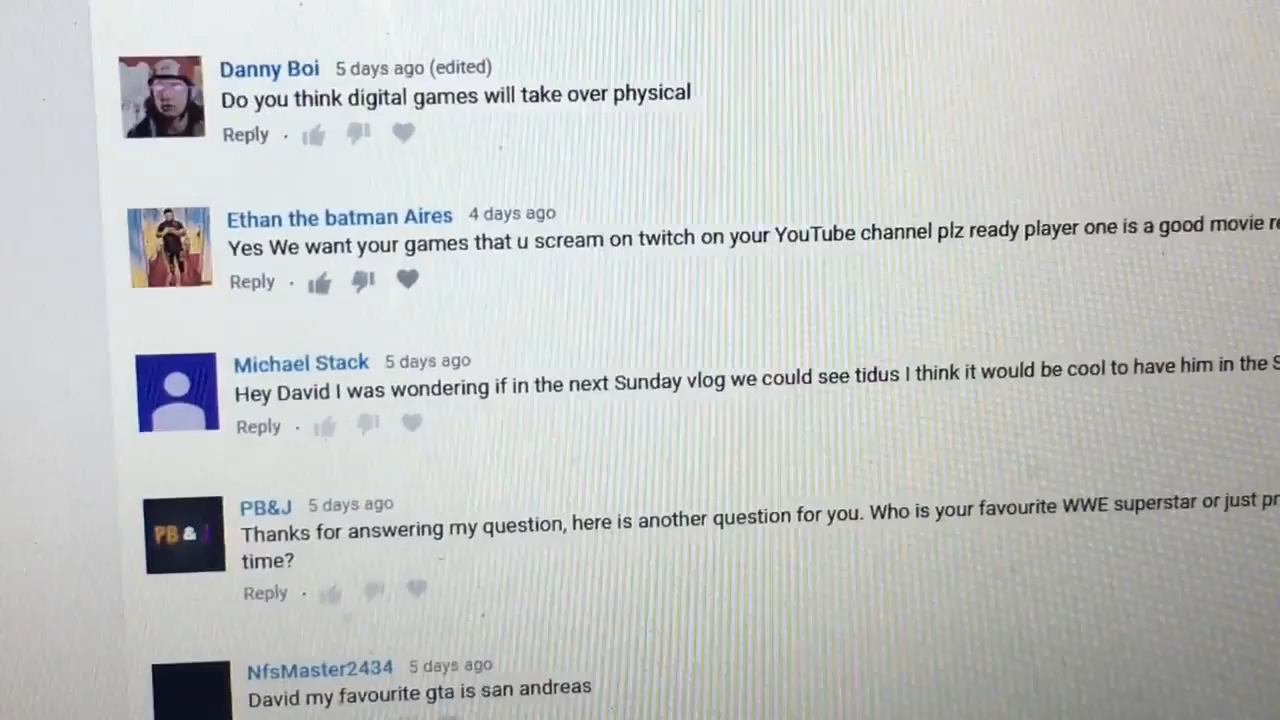 Danny Boi 5 days ago (edited)
Do you think digital games will take over physical
Reply
Ethan the batman Aires 4 days ago
Yes We want your games that u scream on twitch on your YouTube channel plz ready player one is a good movie
Reply
Michael Stack 5 days ago
Hey David I was wondering if in the next Sunday vlog we could see tidus I think it would be cool to have him in the
Reply
PB & J
PB&J 5 days ago
Thanks for answering my question, here is another question for you. Who is your favourite WWE superstar or just
time?
Reply
NfsMaster2434 5 days ago
David my favourite gta is san andreas